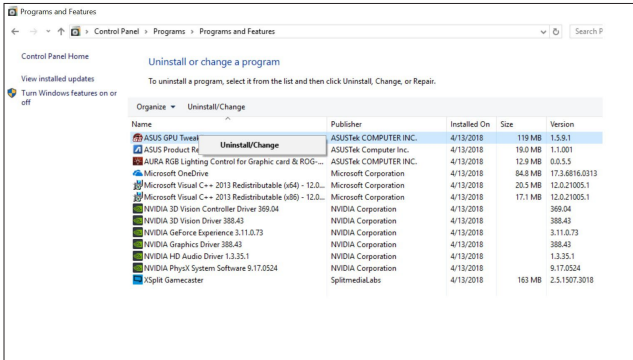 Programs and Features
Control Panel > Programs > Programs and Features
Search P
Control Panel Home
View installed updates
Turn Windows features on or
off
Uninstall or change a program
To uninstall a program, select it from the list and then click Uninstall, Change, or Repair.
Organize Uninstall/Change
Name Publisher Installed On Size Version
ASUS GPU Tweak ASUSTek COMPUTER INC. 4/13/2018 119 MB 1.5.9.1
Uninstall/Change
ASUS Product Re ASUSTek Computer Inc. 4/13/2018 19.0 MB 1.1.001
AURA RGB Lighting Control for Graphic card & ROG-... ASUSTek COMPUTER INC. 4/13/2018 12.9 MB 0.0.5.5
Microsoft OneDrive Microsoft Corporation 4/13/2018 84.8 MB 17.3.6816.0313
Microsoft Visual C++ 2013 Redistributable (x64) - 12.0... Microsoft Corporation 4/13/2018 20.5 MB 12.0.21005.1
Microsoft Visual C++ 2013 Redistributable (x86) - 12.0... Microsoft Corporation 4/13/2018 17.1 MB 12.0.21005.1
NVIDIA 3D Vision Controller Driver 369.04 NVIDIA Corporation 4/13/2018 369.04
NVIDIA 3D Vision Driver 388.43 NVIDIA Corporation 4/13/2018 388.43
NVIDIA GeForce Experience 3.11.0.73 NVIDIA Corporation 4/13/2018 3.11.0.73
NVIDIA Graphics Driver 388.43 NVIDIA Corporation 4/13/2018 388.43
NVIDIA HD Audio Driver 1.3.35.1 NVIDIA Corporation 4/13/2018 1.3.35.1
NVIDIA PhysX System Software 9.17.0524 NVIDIA Corporation 4/13/2018 9.17.0524
XSplit Gamecaster SplitmediaLabs 4/13/2018 163 MB 2.5.1507.3018